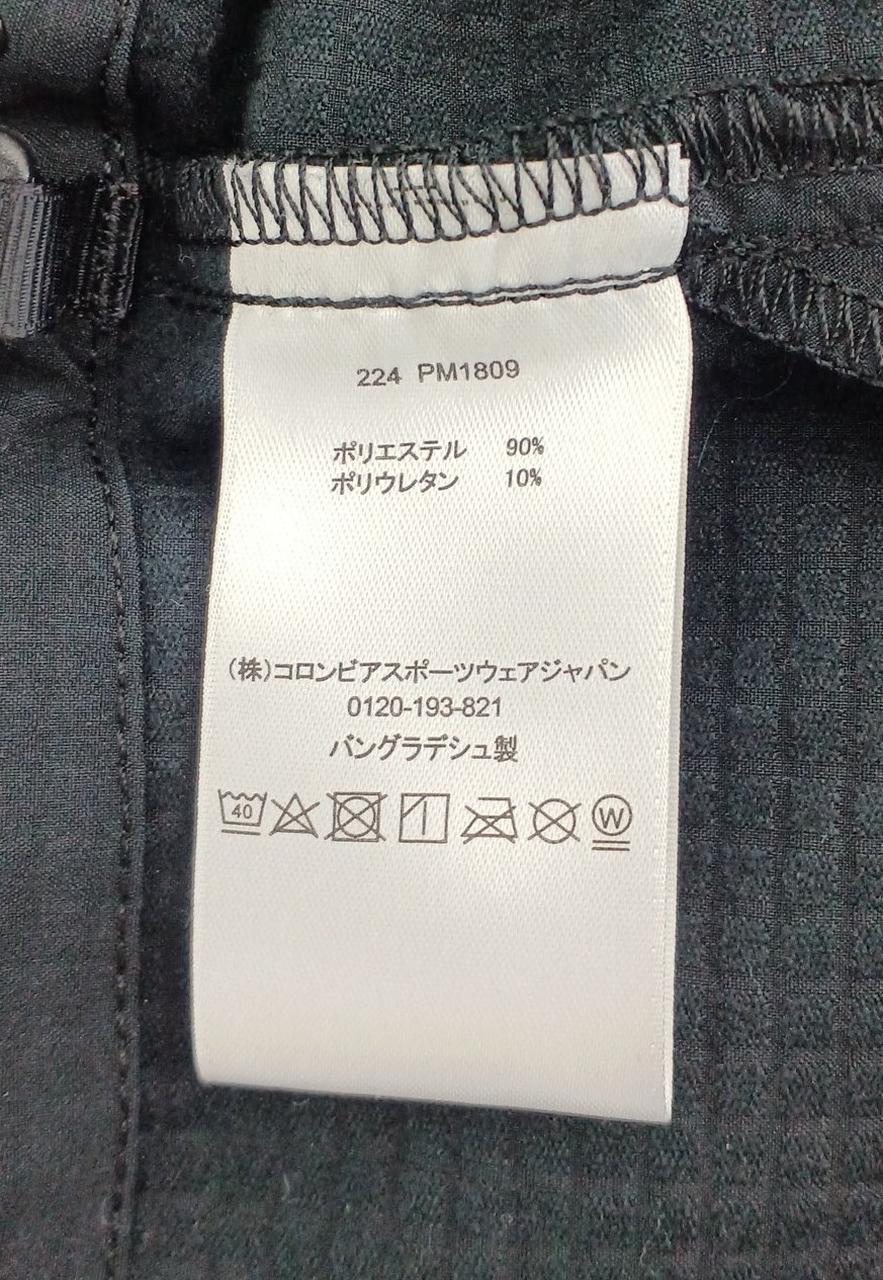 224 PM1809
ポリエステル 90%
ポリウレタン 10%
(株)コロンビアスポーツウェアジャパン
0120-193-821
バングラデシュ製
40 W